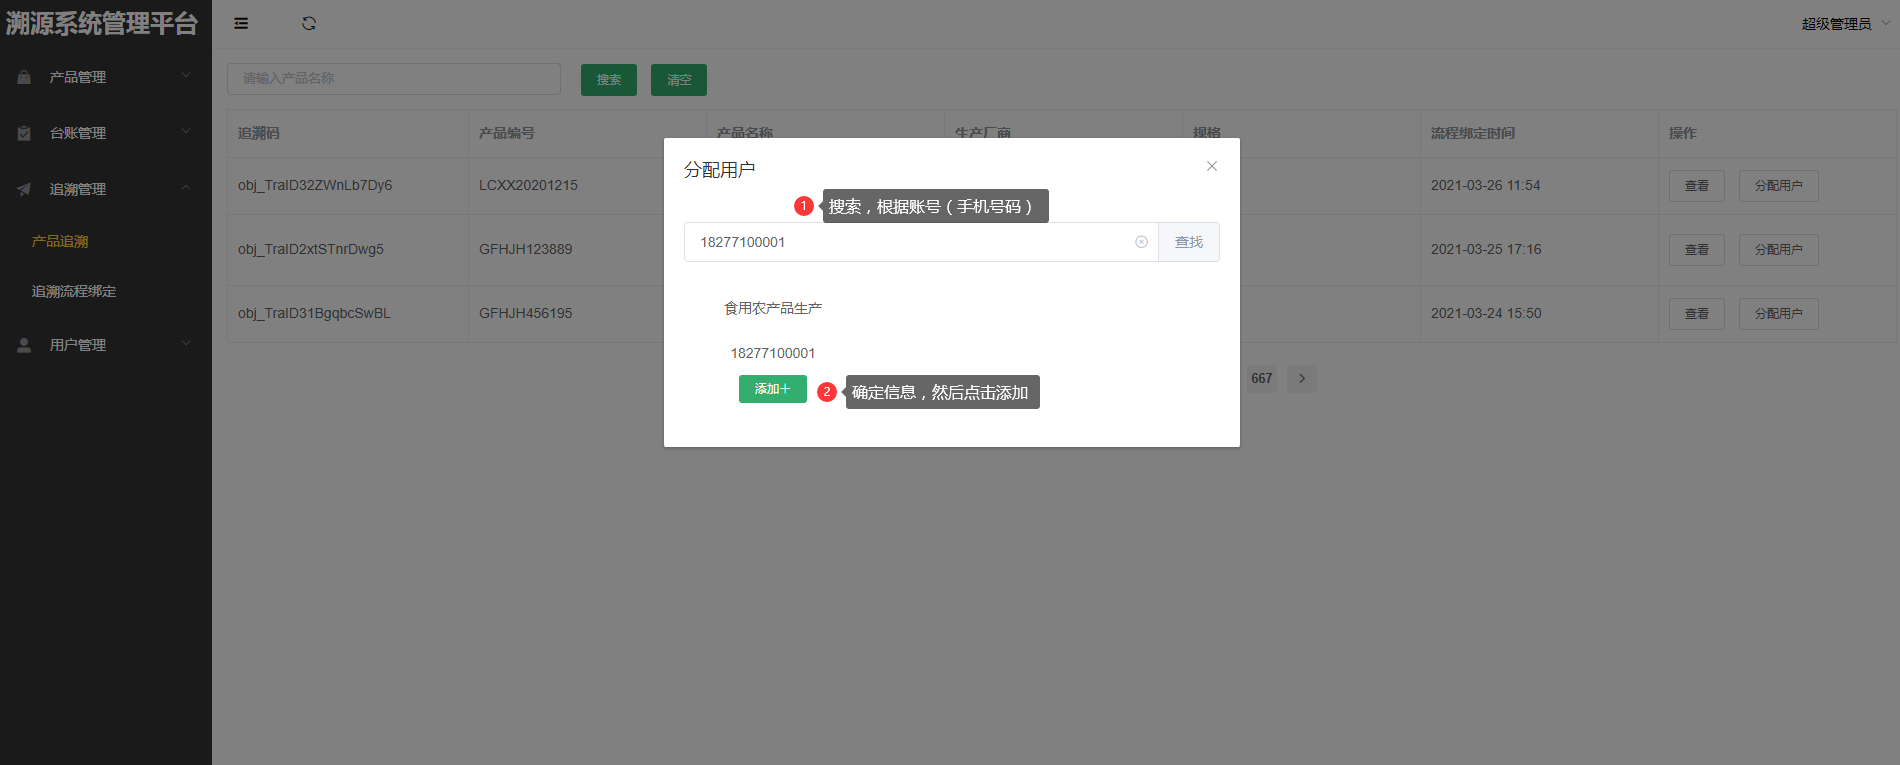 溯源系统管理平台
超级管理员
产品管理
台账管理
追溯管理
产品追溯
追溯流程绑定
用户管理
请输入产品名称
搜索
清空
追溯码
产品编号
产品名称
生产厂商
规格
流程绑定时间
操作
obj_TraID32ZWnLb7Dy6
LCXX20201215
2021-03-26 11:54
查看
分配用户
obj_TraID2xtSTnrDwg5
GFHJH123889
2021-03-25 17:16
查看
分配用户
obj_TraID31BgqbcSwBL
GFHJH456195
2021-03-24 15:50
查看
分配用户
667
分配用户
1
搜索，根据账号（手机号码）
18277100001
查找
食用农产品生产
18277100001
添加＋
2
确定信息，然后点击添加